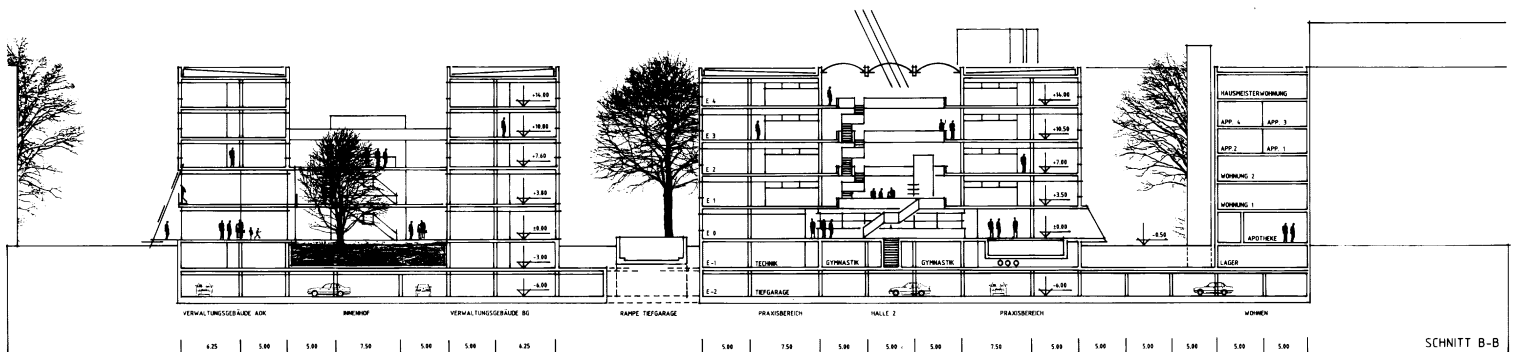 +14.00
+10.80
+7.60
+3.80
±0.00
-3.00
-6.00
E 4
E 3
E 2
E 1
E 0
E-1 TECHNIK GYMNASTIK GYMNASTIK
E-2 TIEFGARAGE
+14.00
+10.50
+7.00
+3.50
±0.00
-6.00
-0.50
HAUSMEISTERWOHNUNG
APP. 4 APP. 3
APP.2 APP. 1
WOHNUNG 2
WOHNUNG 1
APOTHEKE
LAGER
VERWALTUNGSGEBÄUDE AOK INNENHOF VERWALTUNGSGEBÄUDE BG RAMPE TIEFGARAGE PRAXISBEREICH HALLE 2 PRAXISBEREICH WOHNEN
6.25 5.00 5.00 7.50 5.00 5.00 6.25 5.00 7.50 5.00 5.00 5.00 7.50 5.00 5.00 5.00 5.00 5.00 5.00
SCHNITT B-B